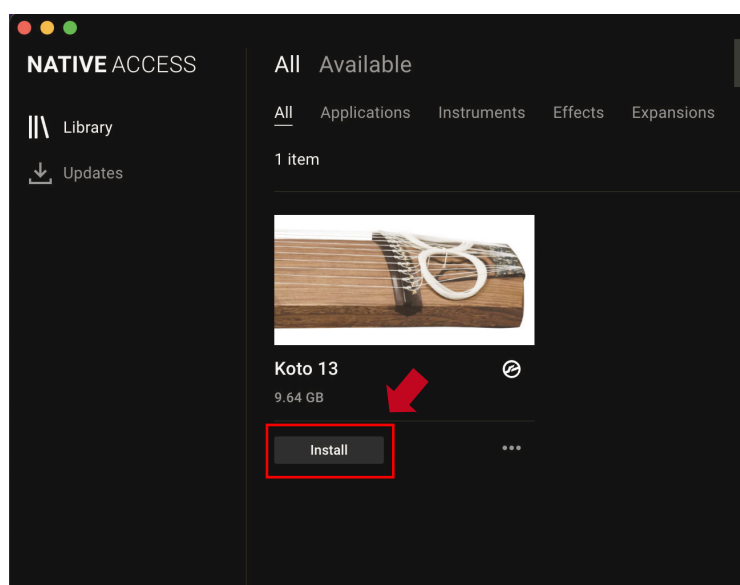 NATIVE ACCESS
Library
Updates
All Available
All Applications Instruments Effects Expansions
1 item
Koto 13
9.64 GB
Install